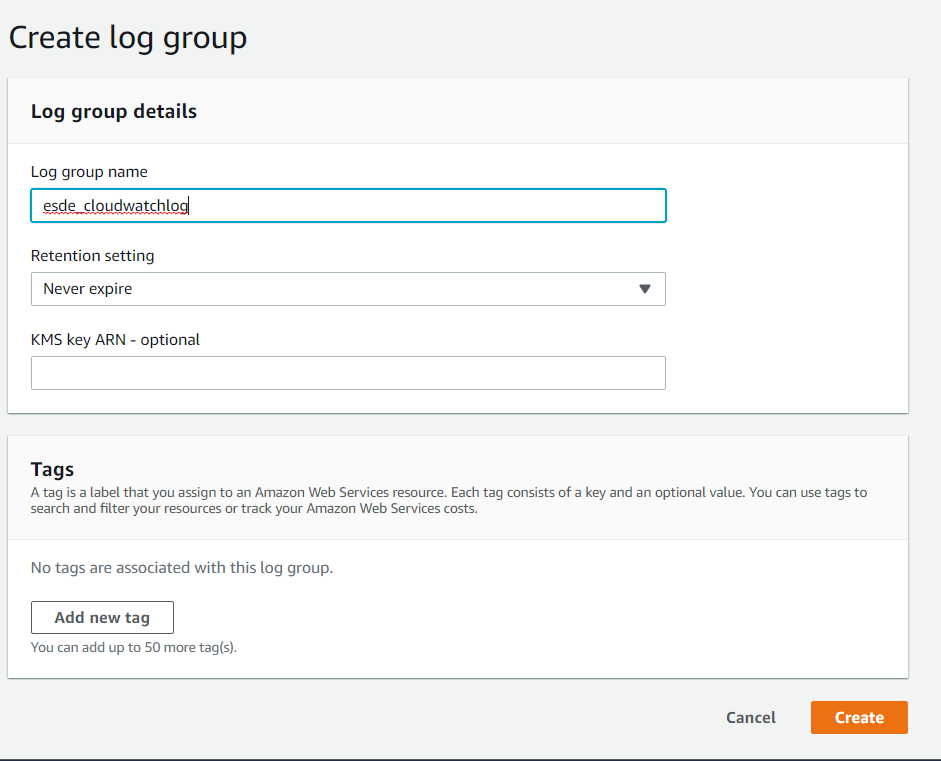 Create log group
Log group details
Log group name
esde_cloudwatchlog
Retention setting
Never expire
KMS key ARN - optional
Tags
A tag is a label that you assign to an Amazon Web Services resource. Each tag consists of a key and an optional value. You can use tags to
search and filter your resources or track your Amazon Web Services costs.
No tags are associated with this log group.
Add new tag
You can add up to 50 more tag(s).
Cancel
Create